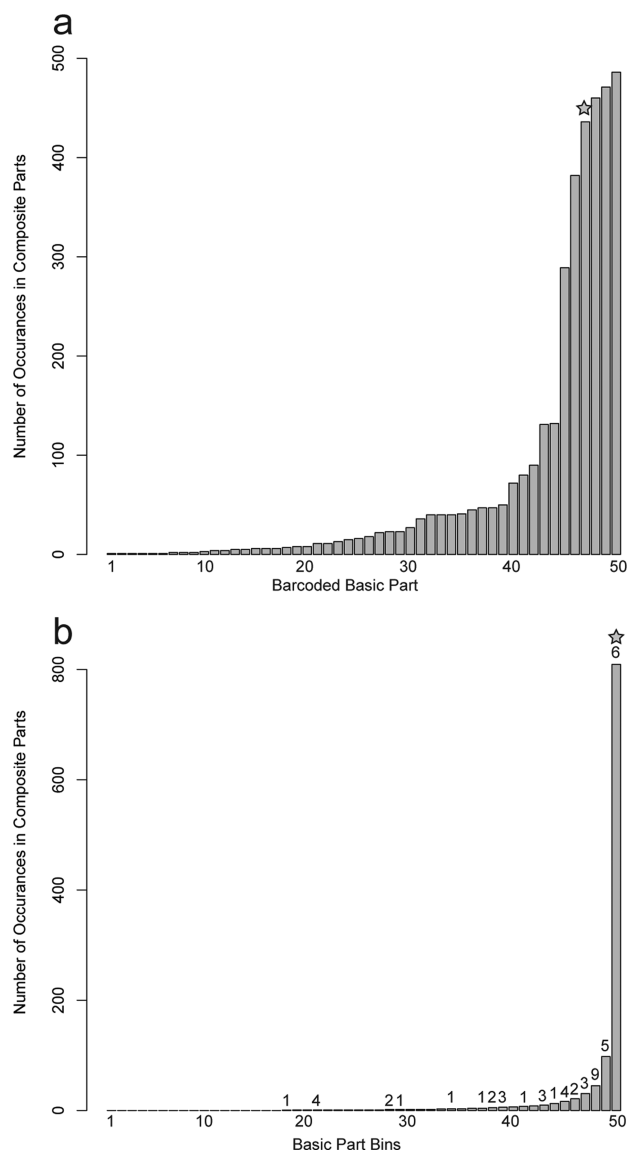 a
Number of Occurances in Composite Parts
500
400
300
200
100
0
1 10 20 30 40 50
Barcoded Basic Part
b
Number of Occurances in Composite Parts
800
600
400
200
0
6
5
9
3
2
4
1 4 2 1 1 1 2 3 1 3 1
1 10 20 30 40 50
Basic Part Bins